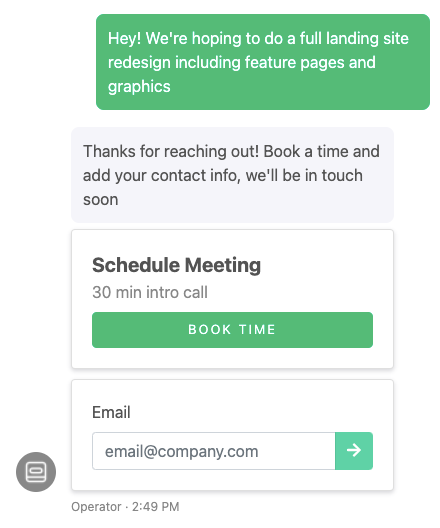 Hey! We're hoping to do a full landing site
redesign including feature pages and
graphics
Thanks for reaching out! Book a time and
add your contact info, we'll be in touch
soon
Schedule Meeting
30 min intro call
BOOK TIME
Email
email@company.com
Operator · 2:49 PM